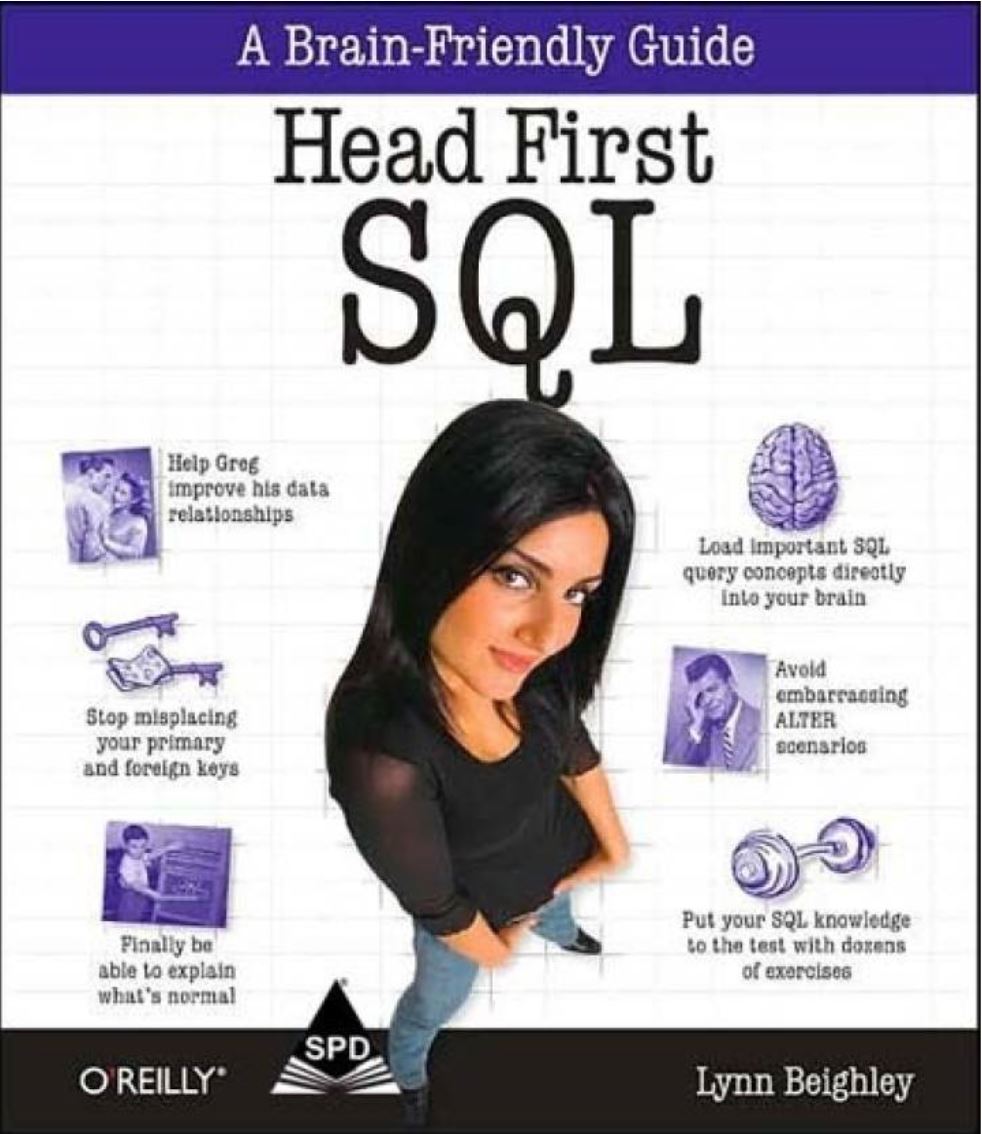 A Brain-Friendly Guide
Head First
SQL
Help Greg
improve his data
relationships
Load important SQL
query concepts directly
into your brain
Stop misplacing
your primary
and foreign keys
Avoid
embarrassing
ALTER
scenarios
Finally be
able to explain
what's normal
Put your SQL knowledge
to the test with dozens
of exercises
O'REILLY®
SPD
Lynn Beighley